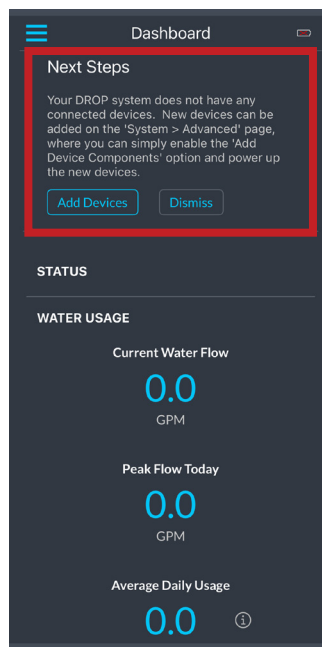 Dashboard
Next Steps
Your DROP system does not have any
connected devices.  New devices can be
added on the 'System > Advanced' page,
where you can simply enable the 'Add
Device Components' option and power up
the new devices.
Add Devices
Dismiss
STATUS
WATER USAGE
Current Water Flow
0.0
GPM
Peak Flow Today
0.0
GPM
Average Daily Usage
0.0